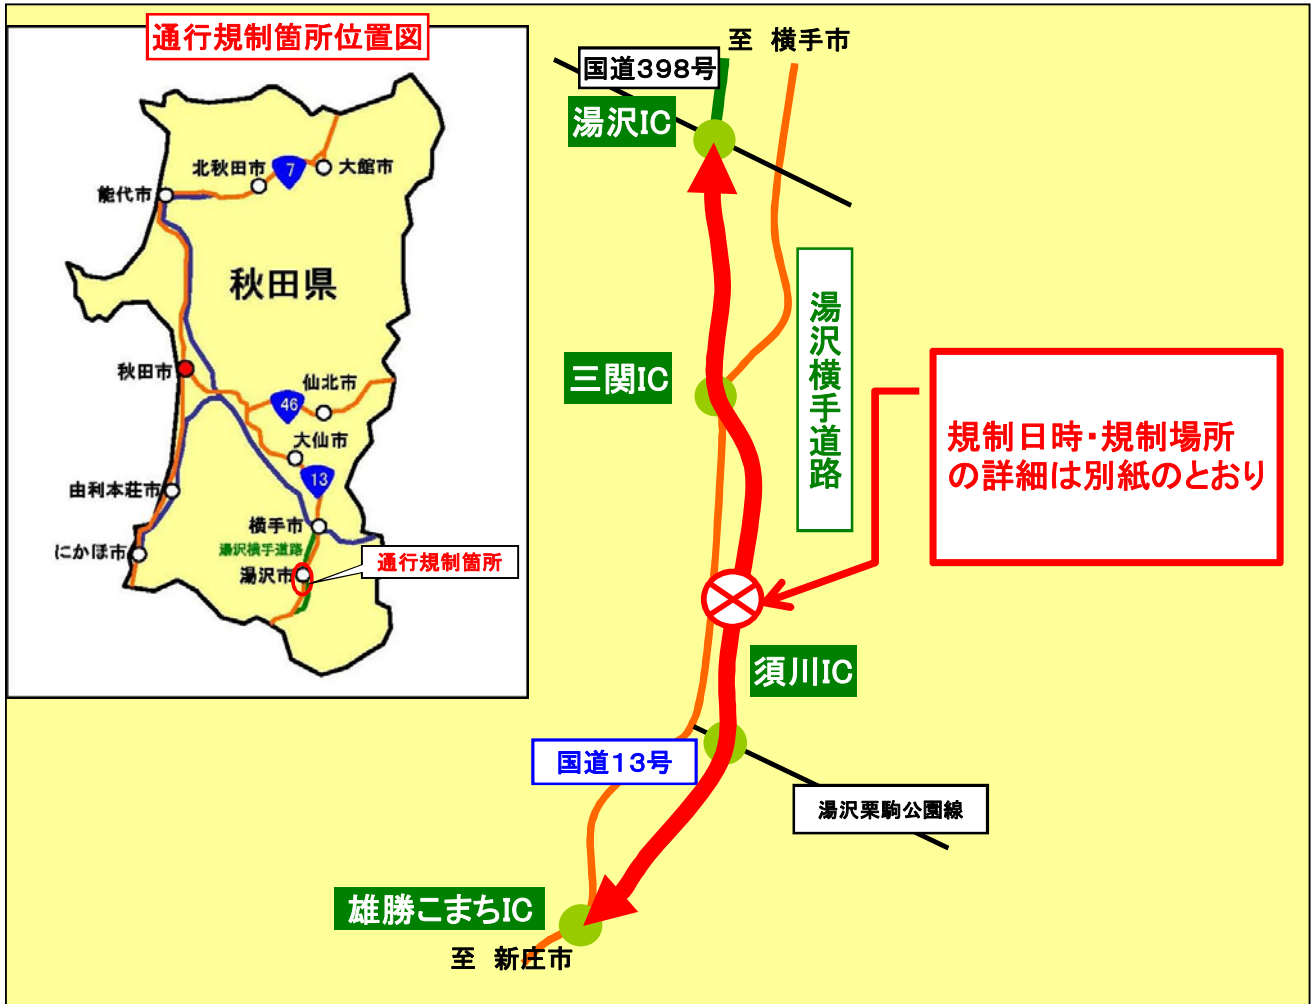 通行規制箇所位置図
北秋田市
7
大館市
能代市
秋田県
秋田市
仙北市
46
大仙市
13
由利本荘市
横手市
湯沢横手道路
にかほ市
湯沢市
通行規制箇所
至 横手市
国道398号
湯沢IC
三関IC
湯沢横手道路
規制日時・規制場所
の詳細は別紙のとおり
須川IC
国道13号
湯沢栗駒公園線
雄勝こまちIC
至 新庄市